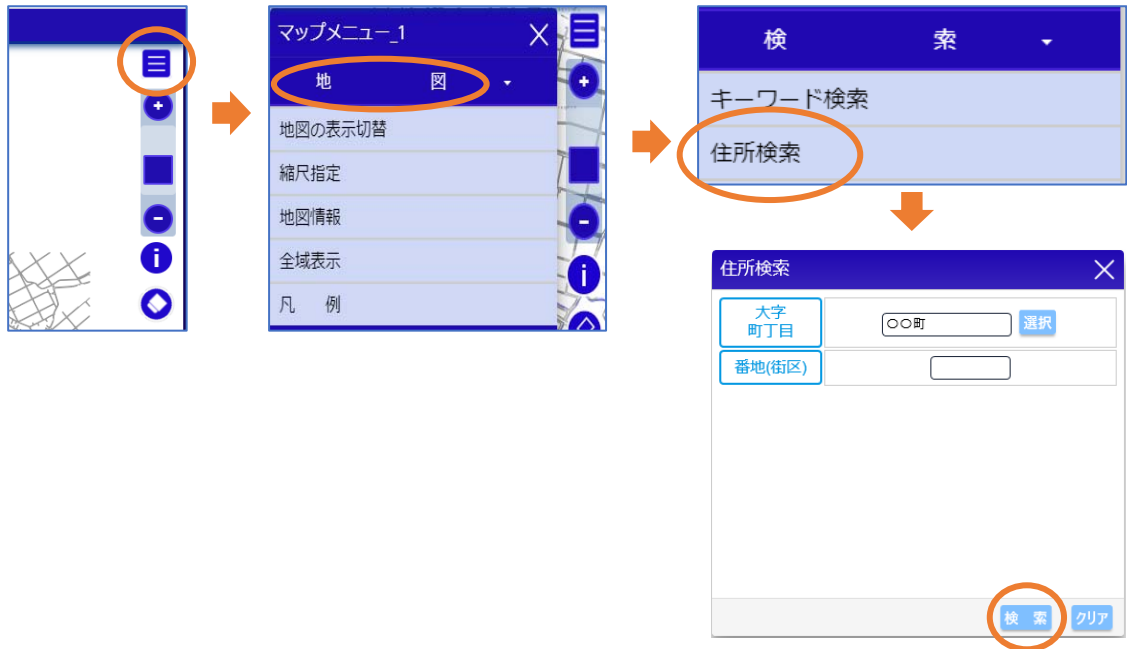 マップメニュー_1
地　　　　図
地図の表示切替
縮尺指定
地図情報
全域表示
凡　例
検　　　　索
キーワード検索
住所検索
住所検索
大字
町丁目
○○町
選択
番地(街区)
検　索
クリア